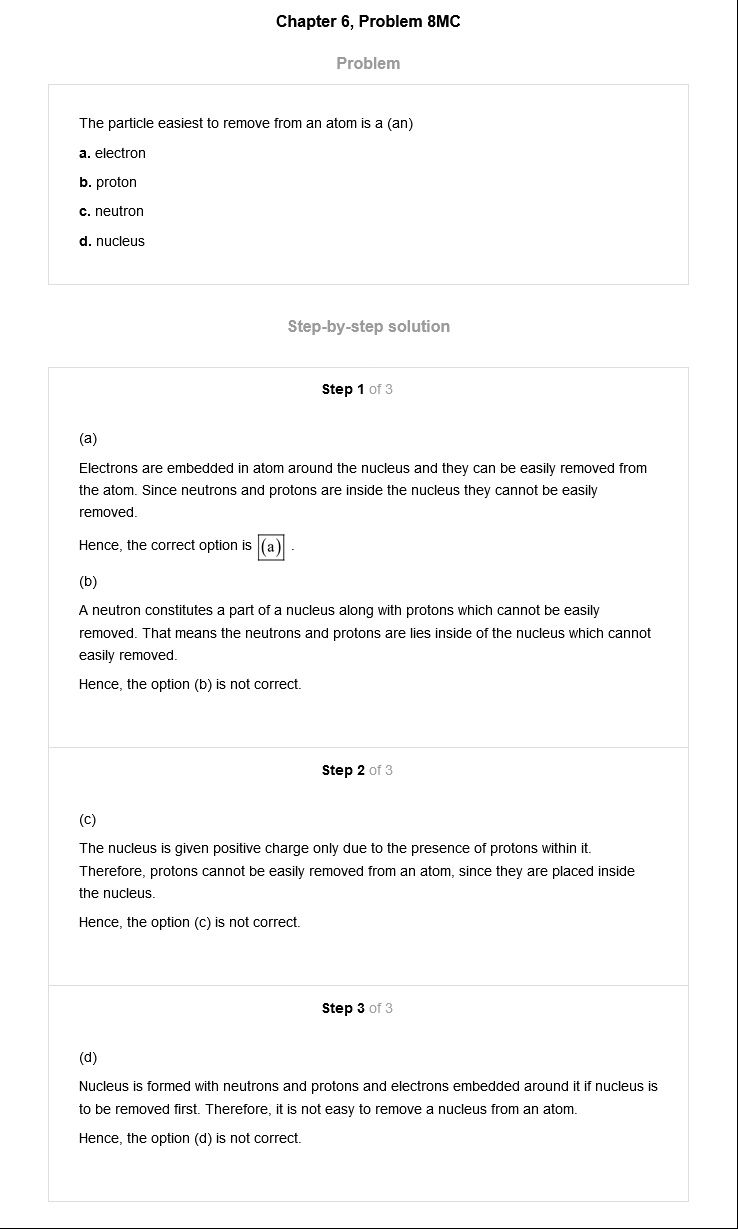 Chapter 6, Problem 8MC
Problem
The particle easiest to remove from an atom is a (an)
a. electron
b. proton
c. neutron
d. nucleus
Step-by-step solution
Step 1 of 3
(a)
Electrons are embedded in atom around the nucleus and they can be easily removed from
the atom. Since neutrons and protons are inside the nucleus they cannot be easily
removed.
Hence, the correct option is (a) .
(b)
A neutron constitutes a part of a nucleus along with protons which cannot be easily
removed. That means the neutrons and protons are lies inside of the nucleus which cannot
easily removed.
Hence, the option (b) is not correct.
Step 2 of 3
(c)
The nucleus is given positive charge only due to the presence of protons within it.
Therefore, protons cannot be easily removed from an atom, since they are placed inside
the nucleus.
Hence, the option (c) is not correct.
Step 3 of 3
(d)
Nucleus is formed with neutrons and protons and electrons embedded around it if nucleus is
to be removed first. Therefore, it is not easy to remove a nucleus from an atom.
Hence, the option (d) is not correct.